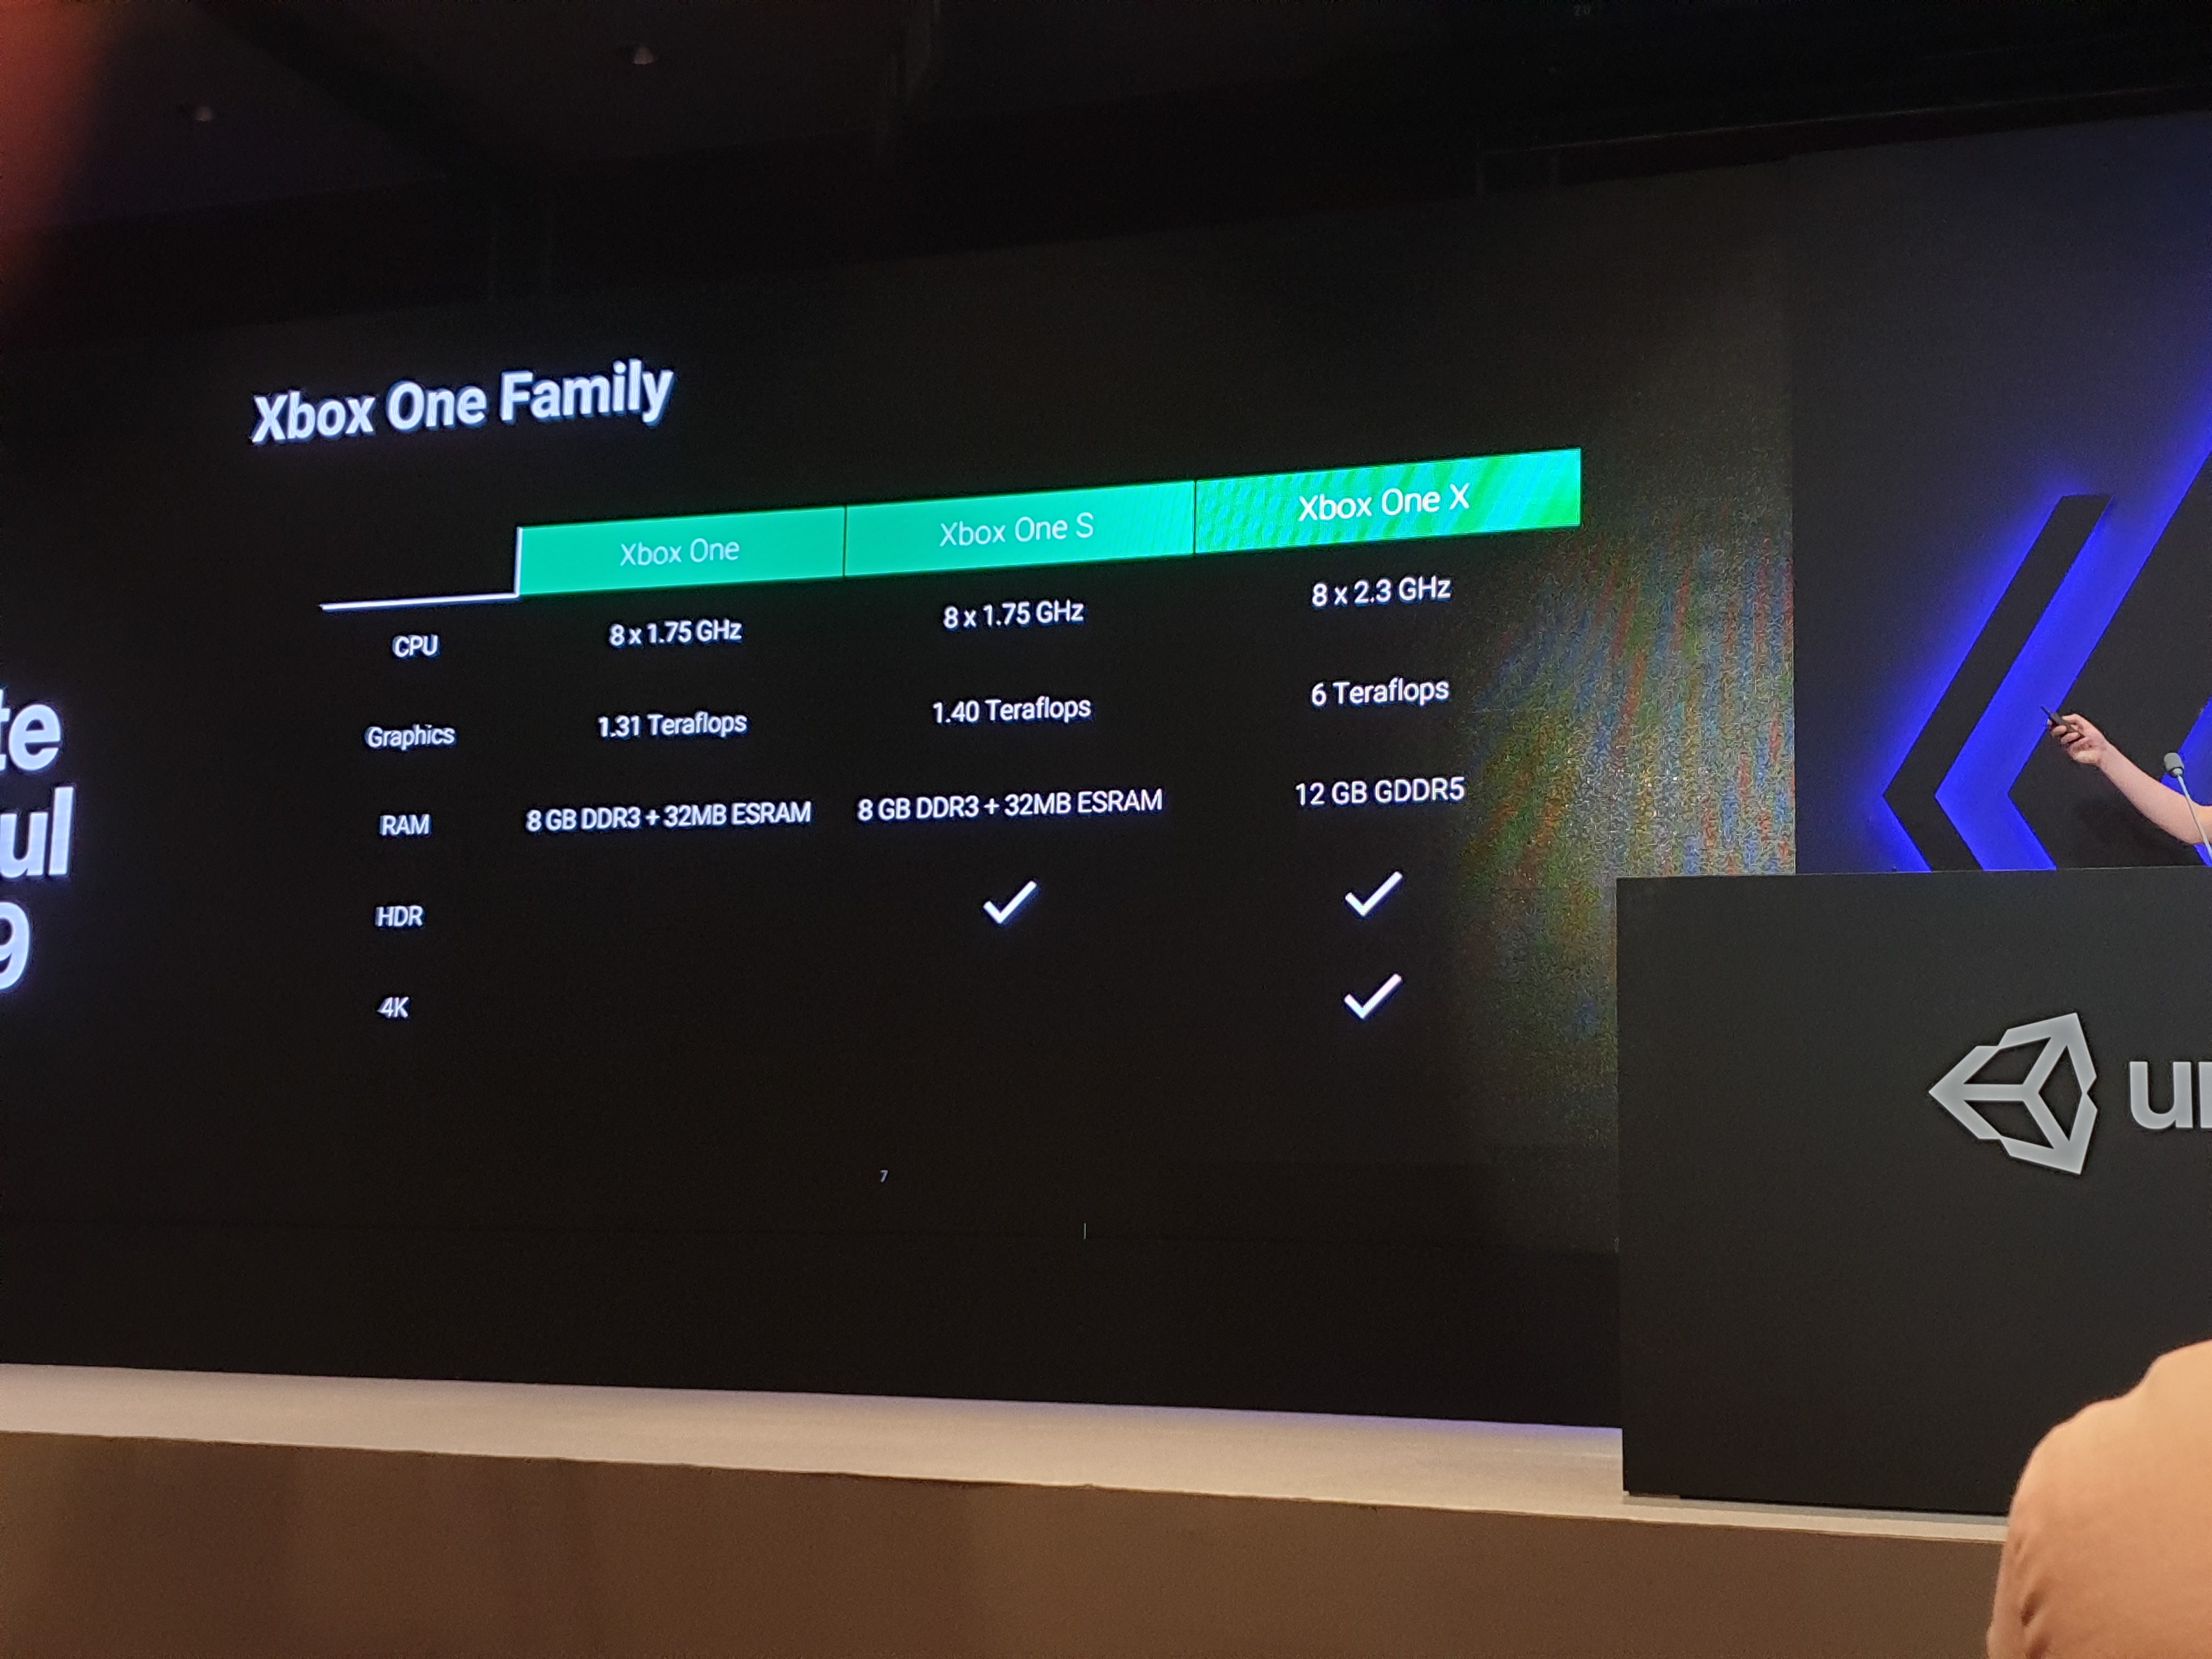 Xbox One Family
Xbox One Xbox One S Xbox One X
CPU 8 x 1.75 GHz 8 x 1.75 GHz 8 x 2.3 GHz
Graphics 1.31 Teraflops 1.40 Teraflops 6 Teraflops
RAM 8 GB DDR3 + 32MB ESRAM 8 GB DDR3 + 32MB ESRAM 12 GB GDDR5
HDR ✓ ✓
4K ✓
7
te
ul
9